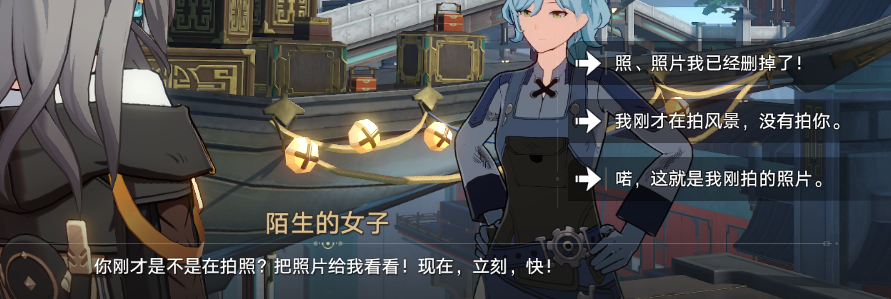 照、照片我已经删掉了！
我刚才在拍风景，没有拍你。
喏，这就是我刚拍的照片。
陌生的女子
你刚才是不是在拍照？把照片给我看看！现在，立刻，快！